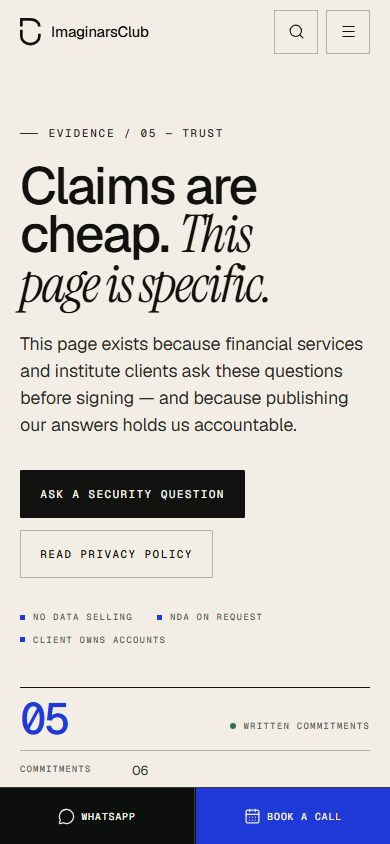 ImaginarsClub
EVIDENCE / 05 — TRUST
Claims are
cheap. This
page is specific.
This page exists because financial services
and institute clients ask these questions
before signing — and because publishing
our answers holds us accountable.
ASK A SECURITY QUESTION
READ PRIVACY POLICY
NO DATA SELLING NDA ON REQUEST
CLIENT OWNS ACCOUNTS
05 WRITTEN COMMITMENTS
COMMITMENTS 06
WHATSAPP BOOK A CALL